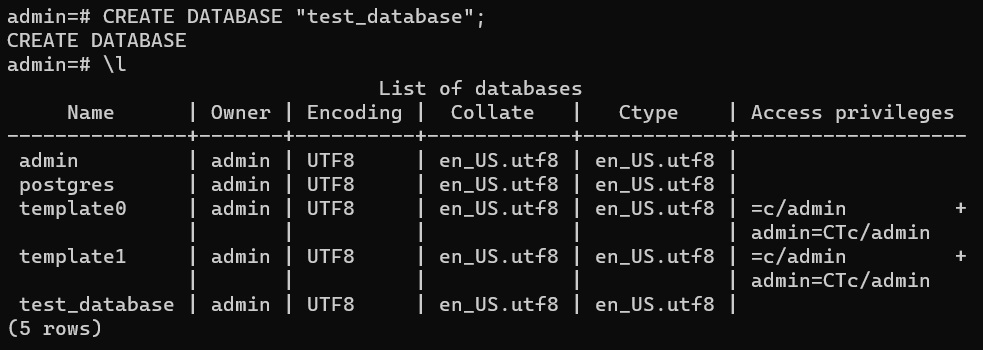 admin=# CREATE DATABASE "test_database";
CREATE DATABASE
admin=# \l
                               List of databases
     Name      | Owner | Encoding |  Collate   |   Ctype    | Access privileges
---------------+-------+----------+------------+------------+-------------------
 admin         | admin | UTF8     | en_US.utf8 | en_US.utf8 |
 postgres      | admin | UTF8     | en_US.utf8 | en_US.utf8 |
 template0     | admin | UTF8     | en_US.utf8 | en_US.utf8 | =c/admin         +
               |       |          |            |            | admin=CTc/admin
 template1     | admin | UTF8     | en_US.utf8 | en_US.utf8 | =c/admin         +
               |       |          |            |            | admin=CTc/admin
 test_database | admin | UTF8     | en_US.utf8 | en_US.utf8 |
(5 rows)